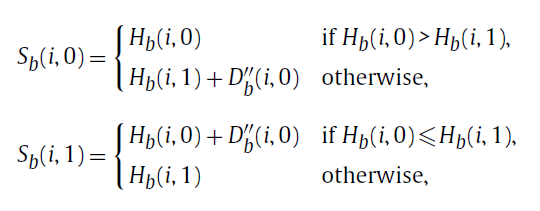 S_b(i,0) = { H_b(i,0) if H_b(i,0) > H_b(i,1),
H_b(i,1) + D''_b(i,0) otherwise,
S_b(i,1) = { H_b(i,0) + D''_b(i,0) if H_b(i,0) ⩽ H_b(i,1),
H_b(i,1) otherwise,